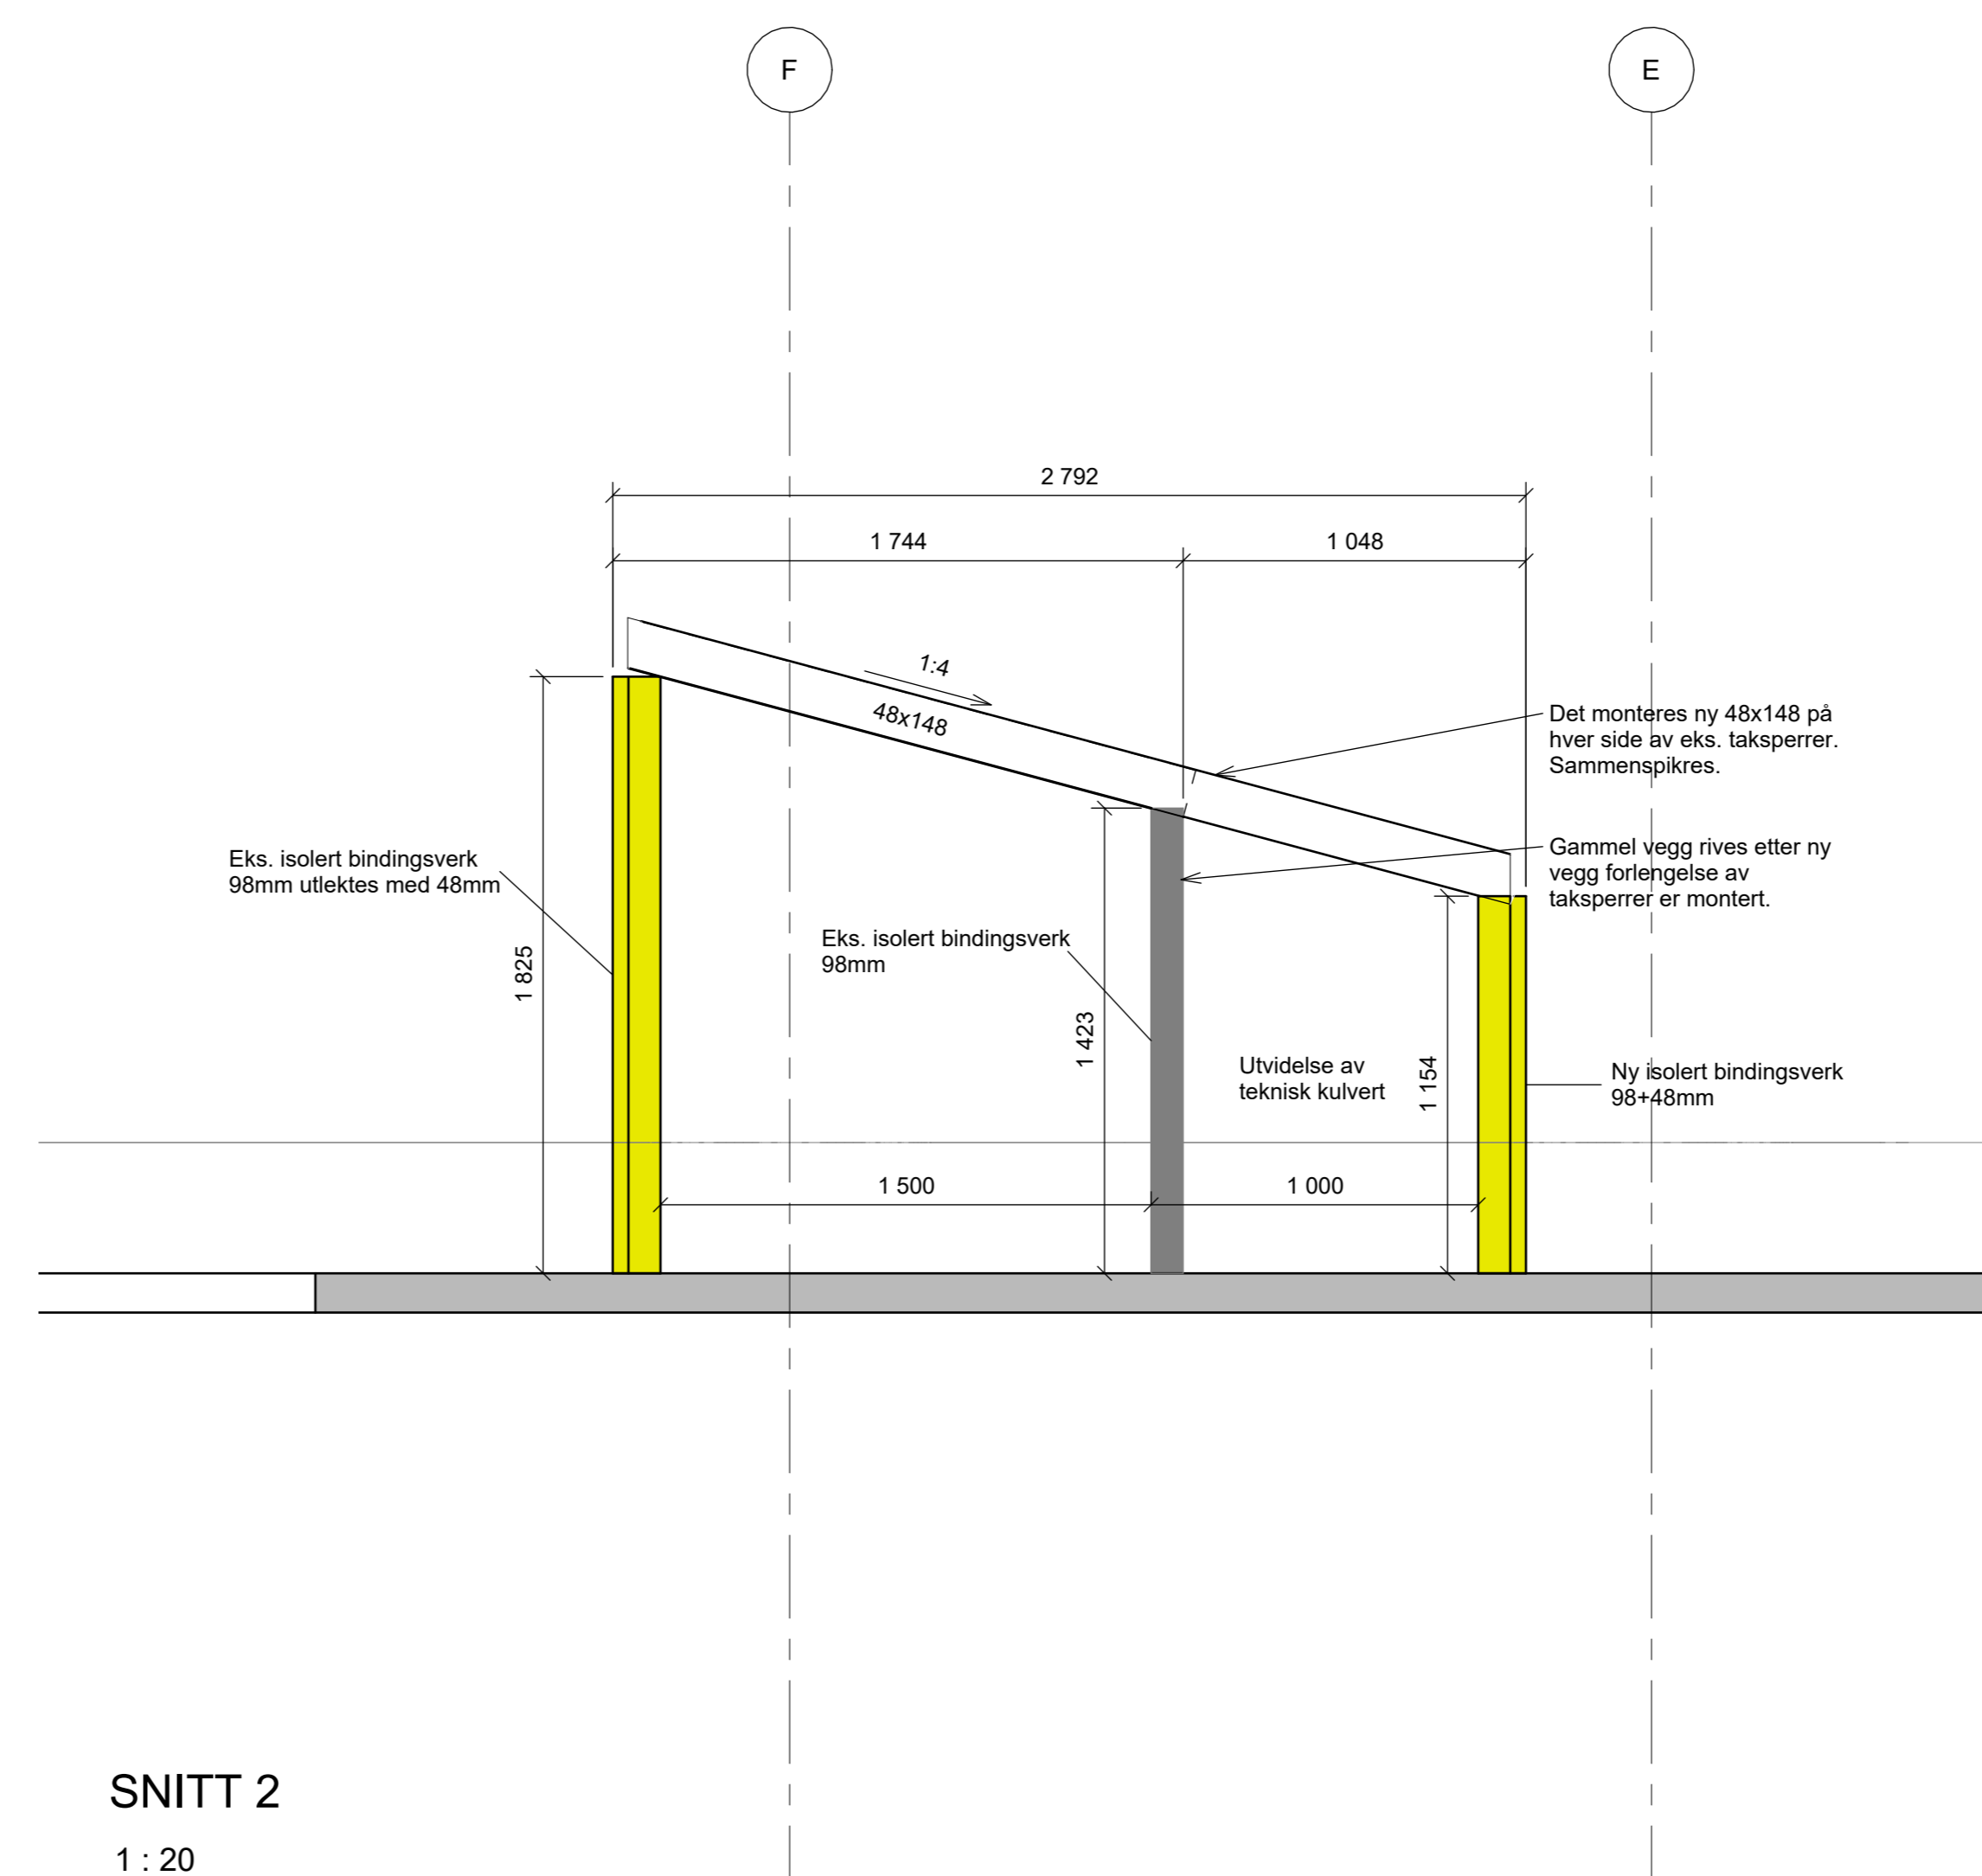 F
E
2 792
1 744
1 048
1:4
48x148
Det monteres ny 48x148 på
hver side av eks. taksperrer.
Sammenspikres.
Gammel vegg rives etter ny
vegg forlengelse av
taksperrer er montert.
Eks. isolert bindingsverk
98mm utlektes med 48mm
Eks. isolert bindingsverk
98mm
1 825
1 423
Utvidelse av
teknisk kulvert
1 154
Ny isolert bindingsverk
98+48mm
1 500
1 000
SNITT 2
1 : 20